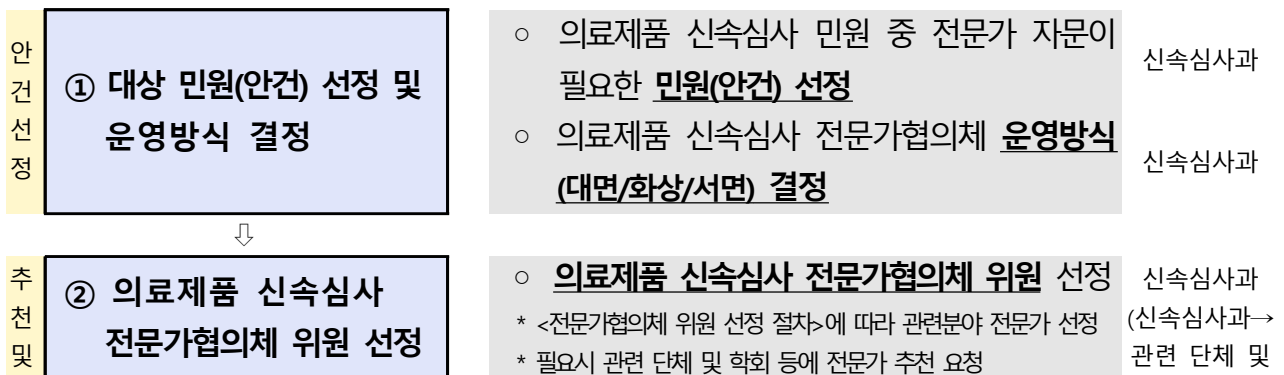 안건선정
① 대상 민원(안건) 선정 및
운영방식 결정
○ 의료제품 신속심사 민원 중 전문가 자문이
필요한 민원(안건) 선정
신속심사과
○ 의료제품 신속심사 전문가협의체 운영방식
(대면/화상/서면) 결정
신속심사과
⇩
추천및
② 의료제품 신속심사
전문가협의체 위원 선정
○ 의료제품 신속심사 전문가협의체 위원 선정
* <전문가협의체 위원 선정 절차>에 따라 관련분야 전문가 선정
* 필요시 관련 단체 및 학회 등에 전문가 추천 요청
신속심사과
(신속심사과→
관련 단체 및